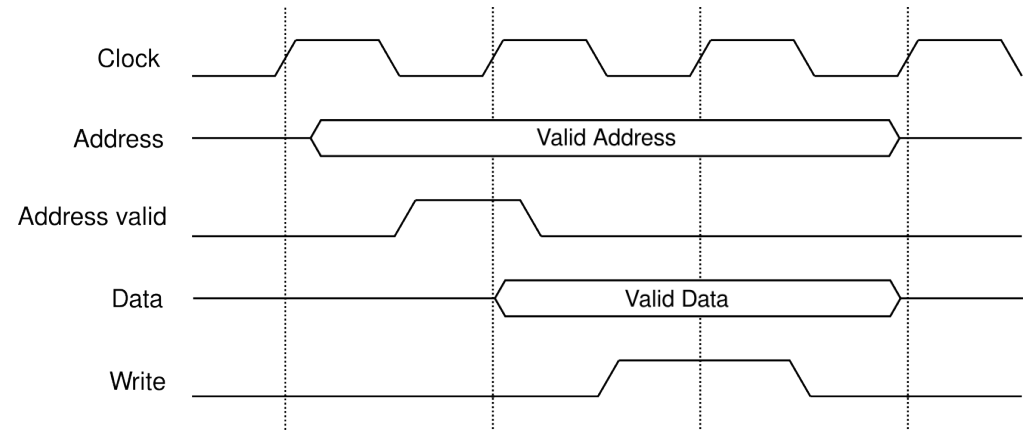 Clock
Address
Valid Address
Address valid
Data
Valid Data
Write